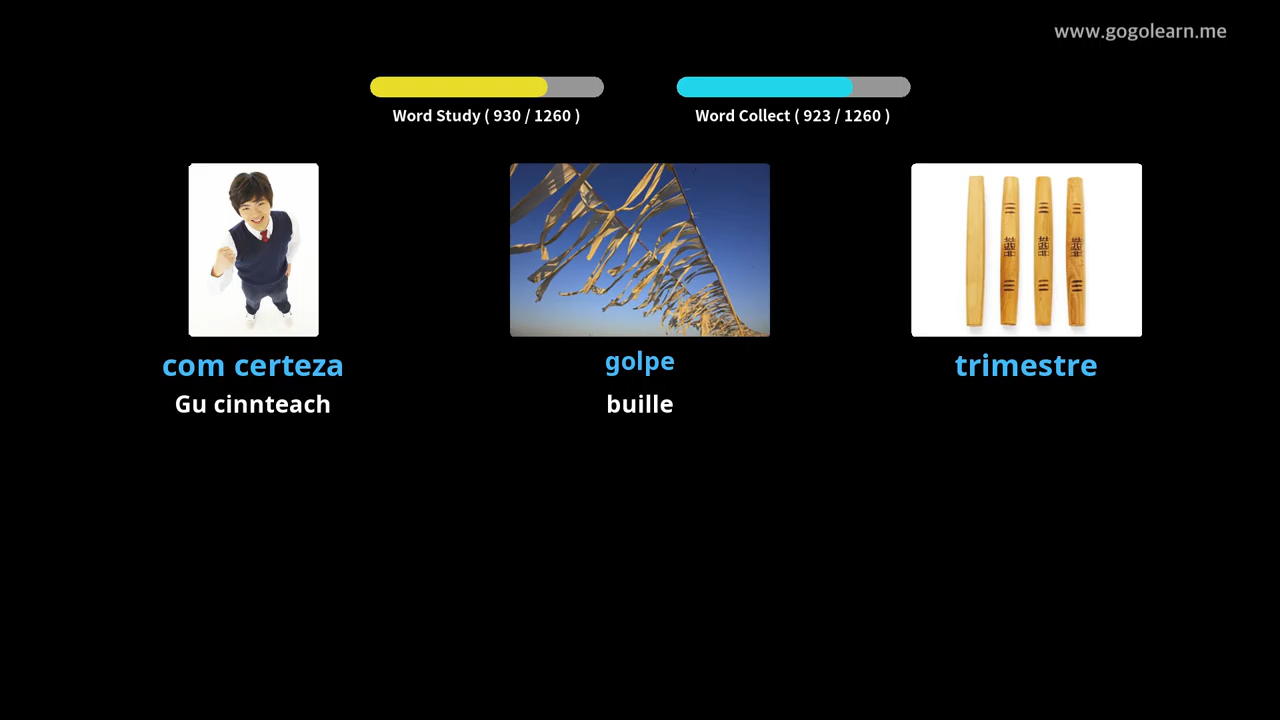 www.gogolearn.me
Word Study ( 930 / 1260 )
Word Collect ( 923 / 1260 )
com certeza
Gu cinnteach
golpe
buille
trimestre